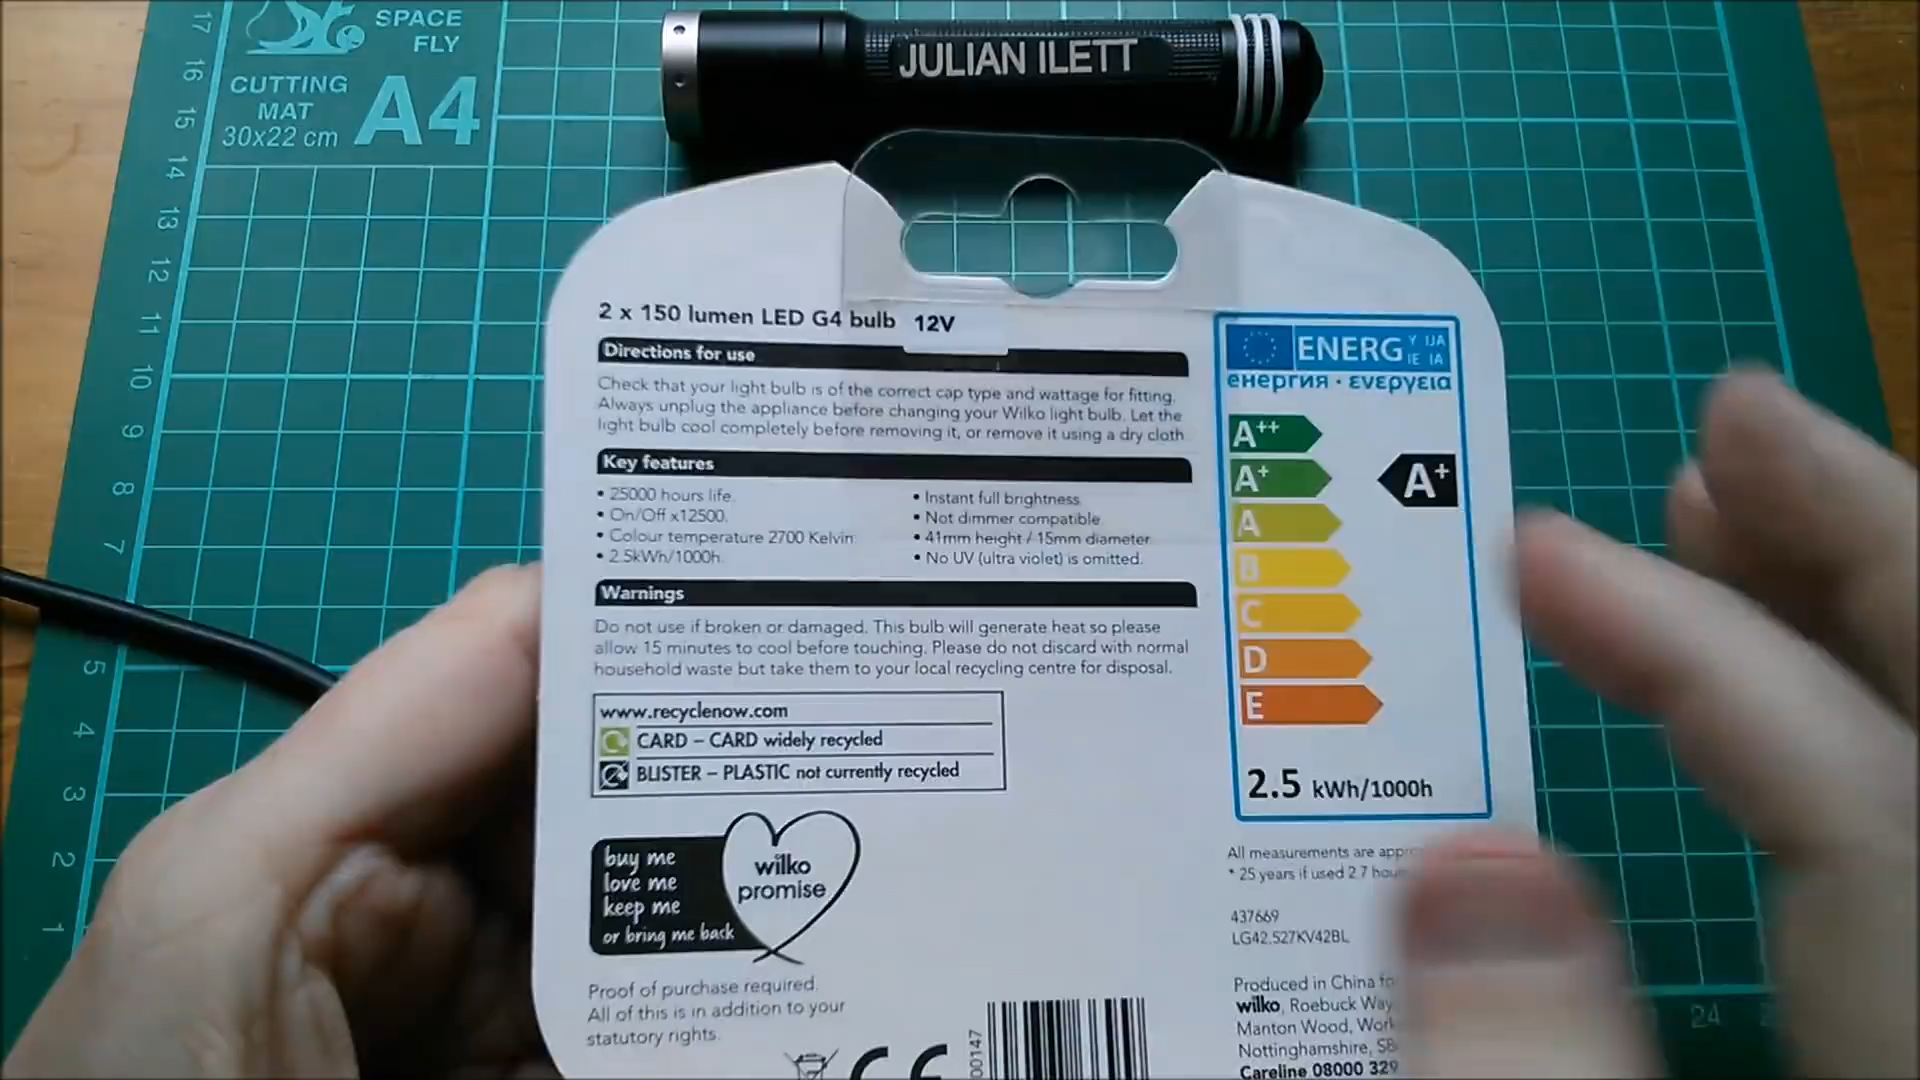 SPACE
FLY
CUTTING
MAT
A4
30x22 cm
JULIAN ILETT
17
16
15
14
13
12
11
10
9
8
7
5
4
3
2
1
2 x 150 lumen LED G4 bulb 12V
Directions for use
Check that your light bulb is of the correct cap type and wattage for fitting.
Always unplug the appliance before changing your Wilko light bulb. Let the
light bulb cool completely before removing it, or remove it using a dry cloth
Key features
• 25000 hours life.
• On/Off x12500.
• Colour temperature 2700 Kelvin
• 2.5kWh/1000h.
• Instant full brightness
• Not dimmer compatible
• 41mm height / 15mm diameter
• No UV (ultra violet) is omitted.
Warnings
Do not use if broken or damaged. This bulb will generate heat so please
allow 15 minutes to cool before touching. Please do not discard with normal
household waste but take them to your local recycling centre for disposal.
www.recyclenow.com
CARD – CARD widely recycled
BLISTER – PLASTIC not currently recycled
buy me
love me
keep me
or bring me back
wilko
promise
Proof of purchase required.
All of this is in addition to your
statutory rights.
CE
00147
ENERG Y IJA
IE IA
енергия · ενεργεια
A++
A+
A+
A
B
C
D
E
2.5 kWh/1000h
All measurements are
* 25 years if used 2.7
437669
LG42.527KV42BL
Produced in China
wilko, Roebuck Way
Manton Wood,
Nottinghamshire, S8
Careline 08000 329
24